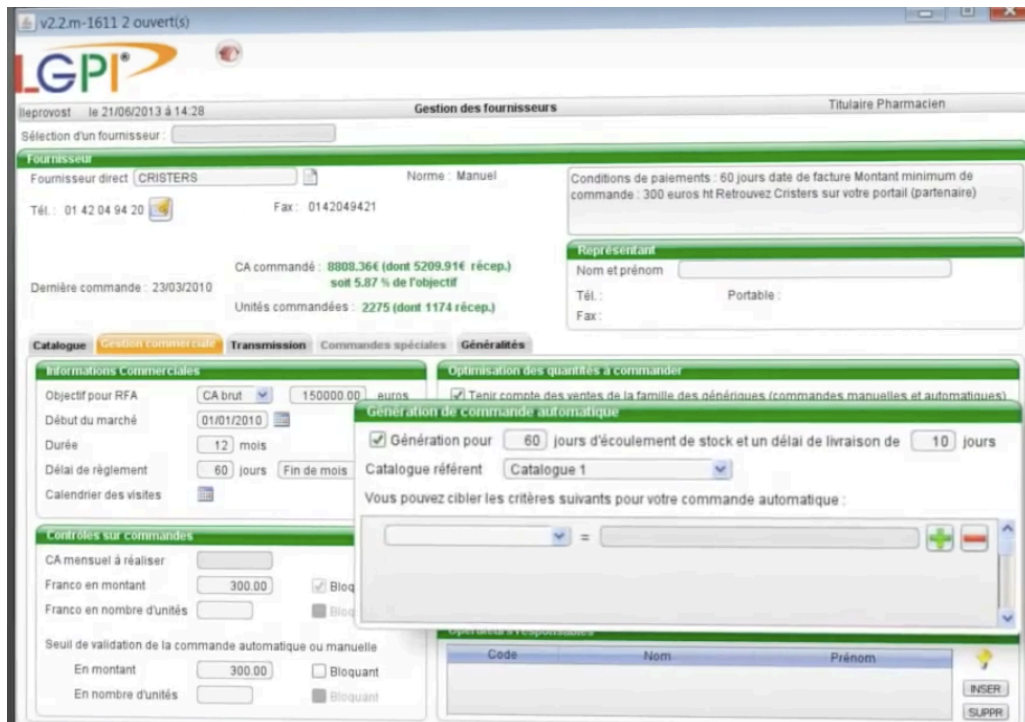 v2.2.m-1611 2 ouvert(s)
LGPI®
lleprovost le 21/06/2013 à 14:28 Gestion des fournisseurs Titulaire Pharmacien
Sélection d'un fournisseur :
Fournisseur
Fournisseur direct CRISTERS Norme : Manuel
Conditions de paiements : 60 jours date de facture Montant minimum de
commande : 300 euros ht Retrouvez Cristers sur votre portail (partenaire)
Tél. : 01 42 04 94 20 Fax : 0142049421
Représentant
Nom et prénom
Tél. : Portable :
Fax :
CA commandé : 8808.36€ (dont 5209.91€ récep.)
soit 5.87 % de l'objectif
Dernière commande : 23/03/2010
Unités commandées : 2275 (dont 1174 récep.)
Catalogue Gestion commerciale Transmission Commandes spéciales Généralités
Informations Commerciales
Objectif pour RFA CA brut 150000.00 euros
Début du marché 01/01/2010
Durée 12 mois
Délai de règlement 60 jours Fin de mois
Calendrier des visites
Optimisation des quantités à commander
Tenir compte des ventes de la famille des génériques (commandes manuelles et automatiques)
Génération de commande automatique
Génération pour 60 jours d'écoulement de stock et un délai de livraison de 10 jours
Catalogue référent Catalogue 1
Vous pouvez cibler les critères suivants pour votre commande automatique :
=
Contrôles sur commandes
CA mensuel à réaliser
Franco en montant 300.00 Bloq
Franco en nombre d'unités Bloq
Seuil de validation de la commande automatique ou manuelle
En montant 300.00 Bloquant
En nombre d'unités Bloquant
Opérateurs responsables
Code Nom Prénom
INSER
SUPPR